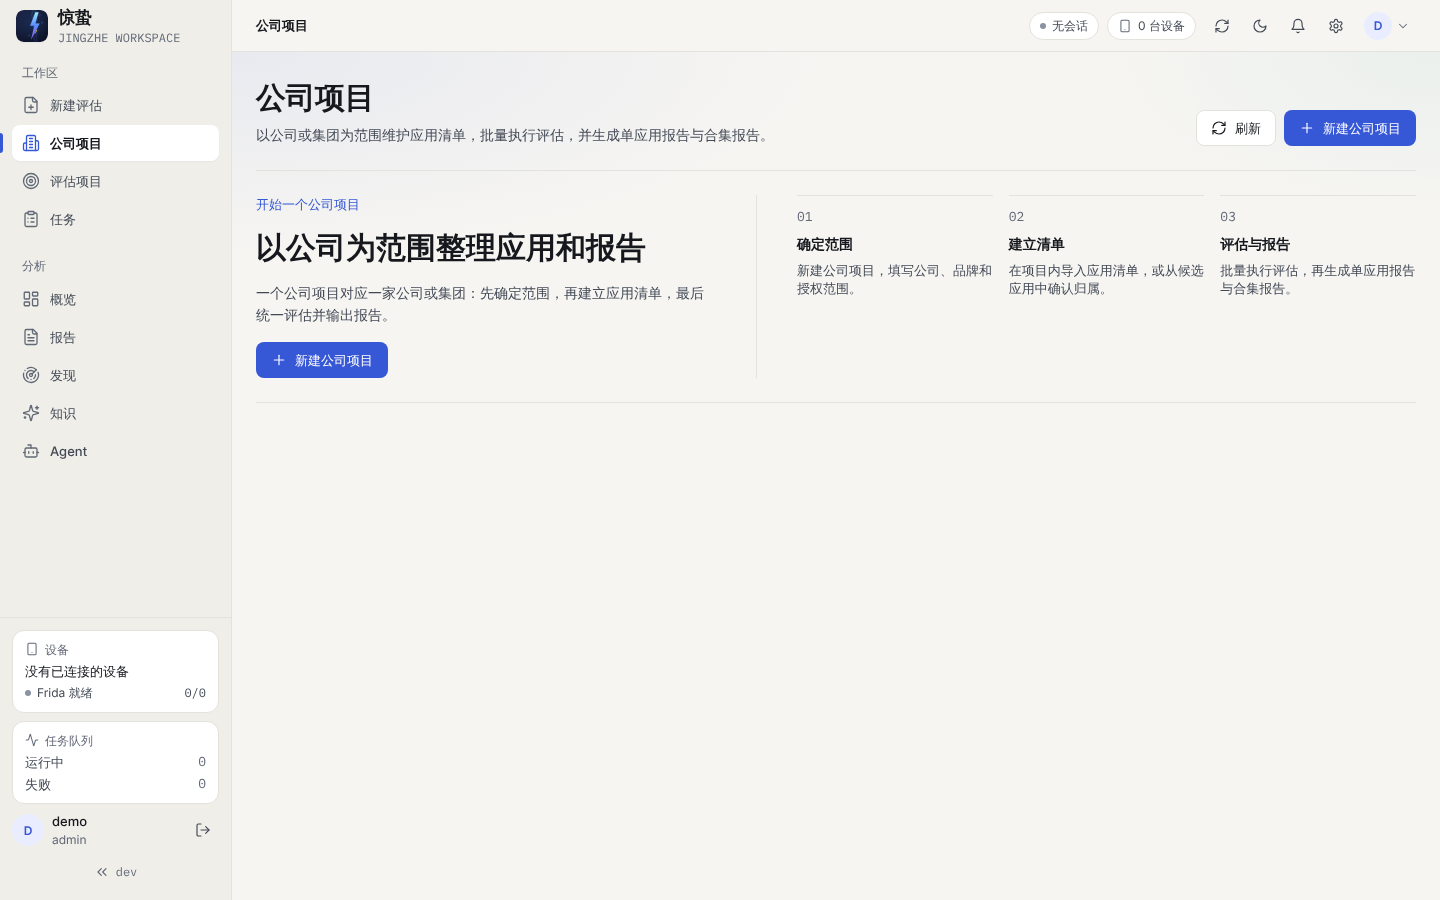 惊蛰
JINGZHE WORKSPACE
工作区
新建评估
公司项目
评估项目
任务
分析
概览
报告
发现
知识
Agent
设备
没有已连接的设备
Frida 就绪
0/0
任务队列
运行中
0
失败
0
D
demo
admin
dev
公司项目
无会话
0 台设备
D
公司项目
以公司或集团为范围维护应用清单，批量执行评估，并生成单应用报告与合集报告。
刷新
新建公司项目
开始一个公司项目
以公司为范围整理应用和报告
一个公司项目对应一家公司或集团：先确定范围，再建立应用清单，最后
统一评估并输出报告。
新建公司项目
01
确定范围
新建公司项目，填写公司、品牌和
授权范围。
02
建立清单
在项目内导入应用清单，或从候选
应用中确认归属。
03
评估与报告
批量执行评估，再生成单应用报告
与合集报告。